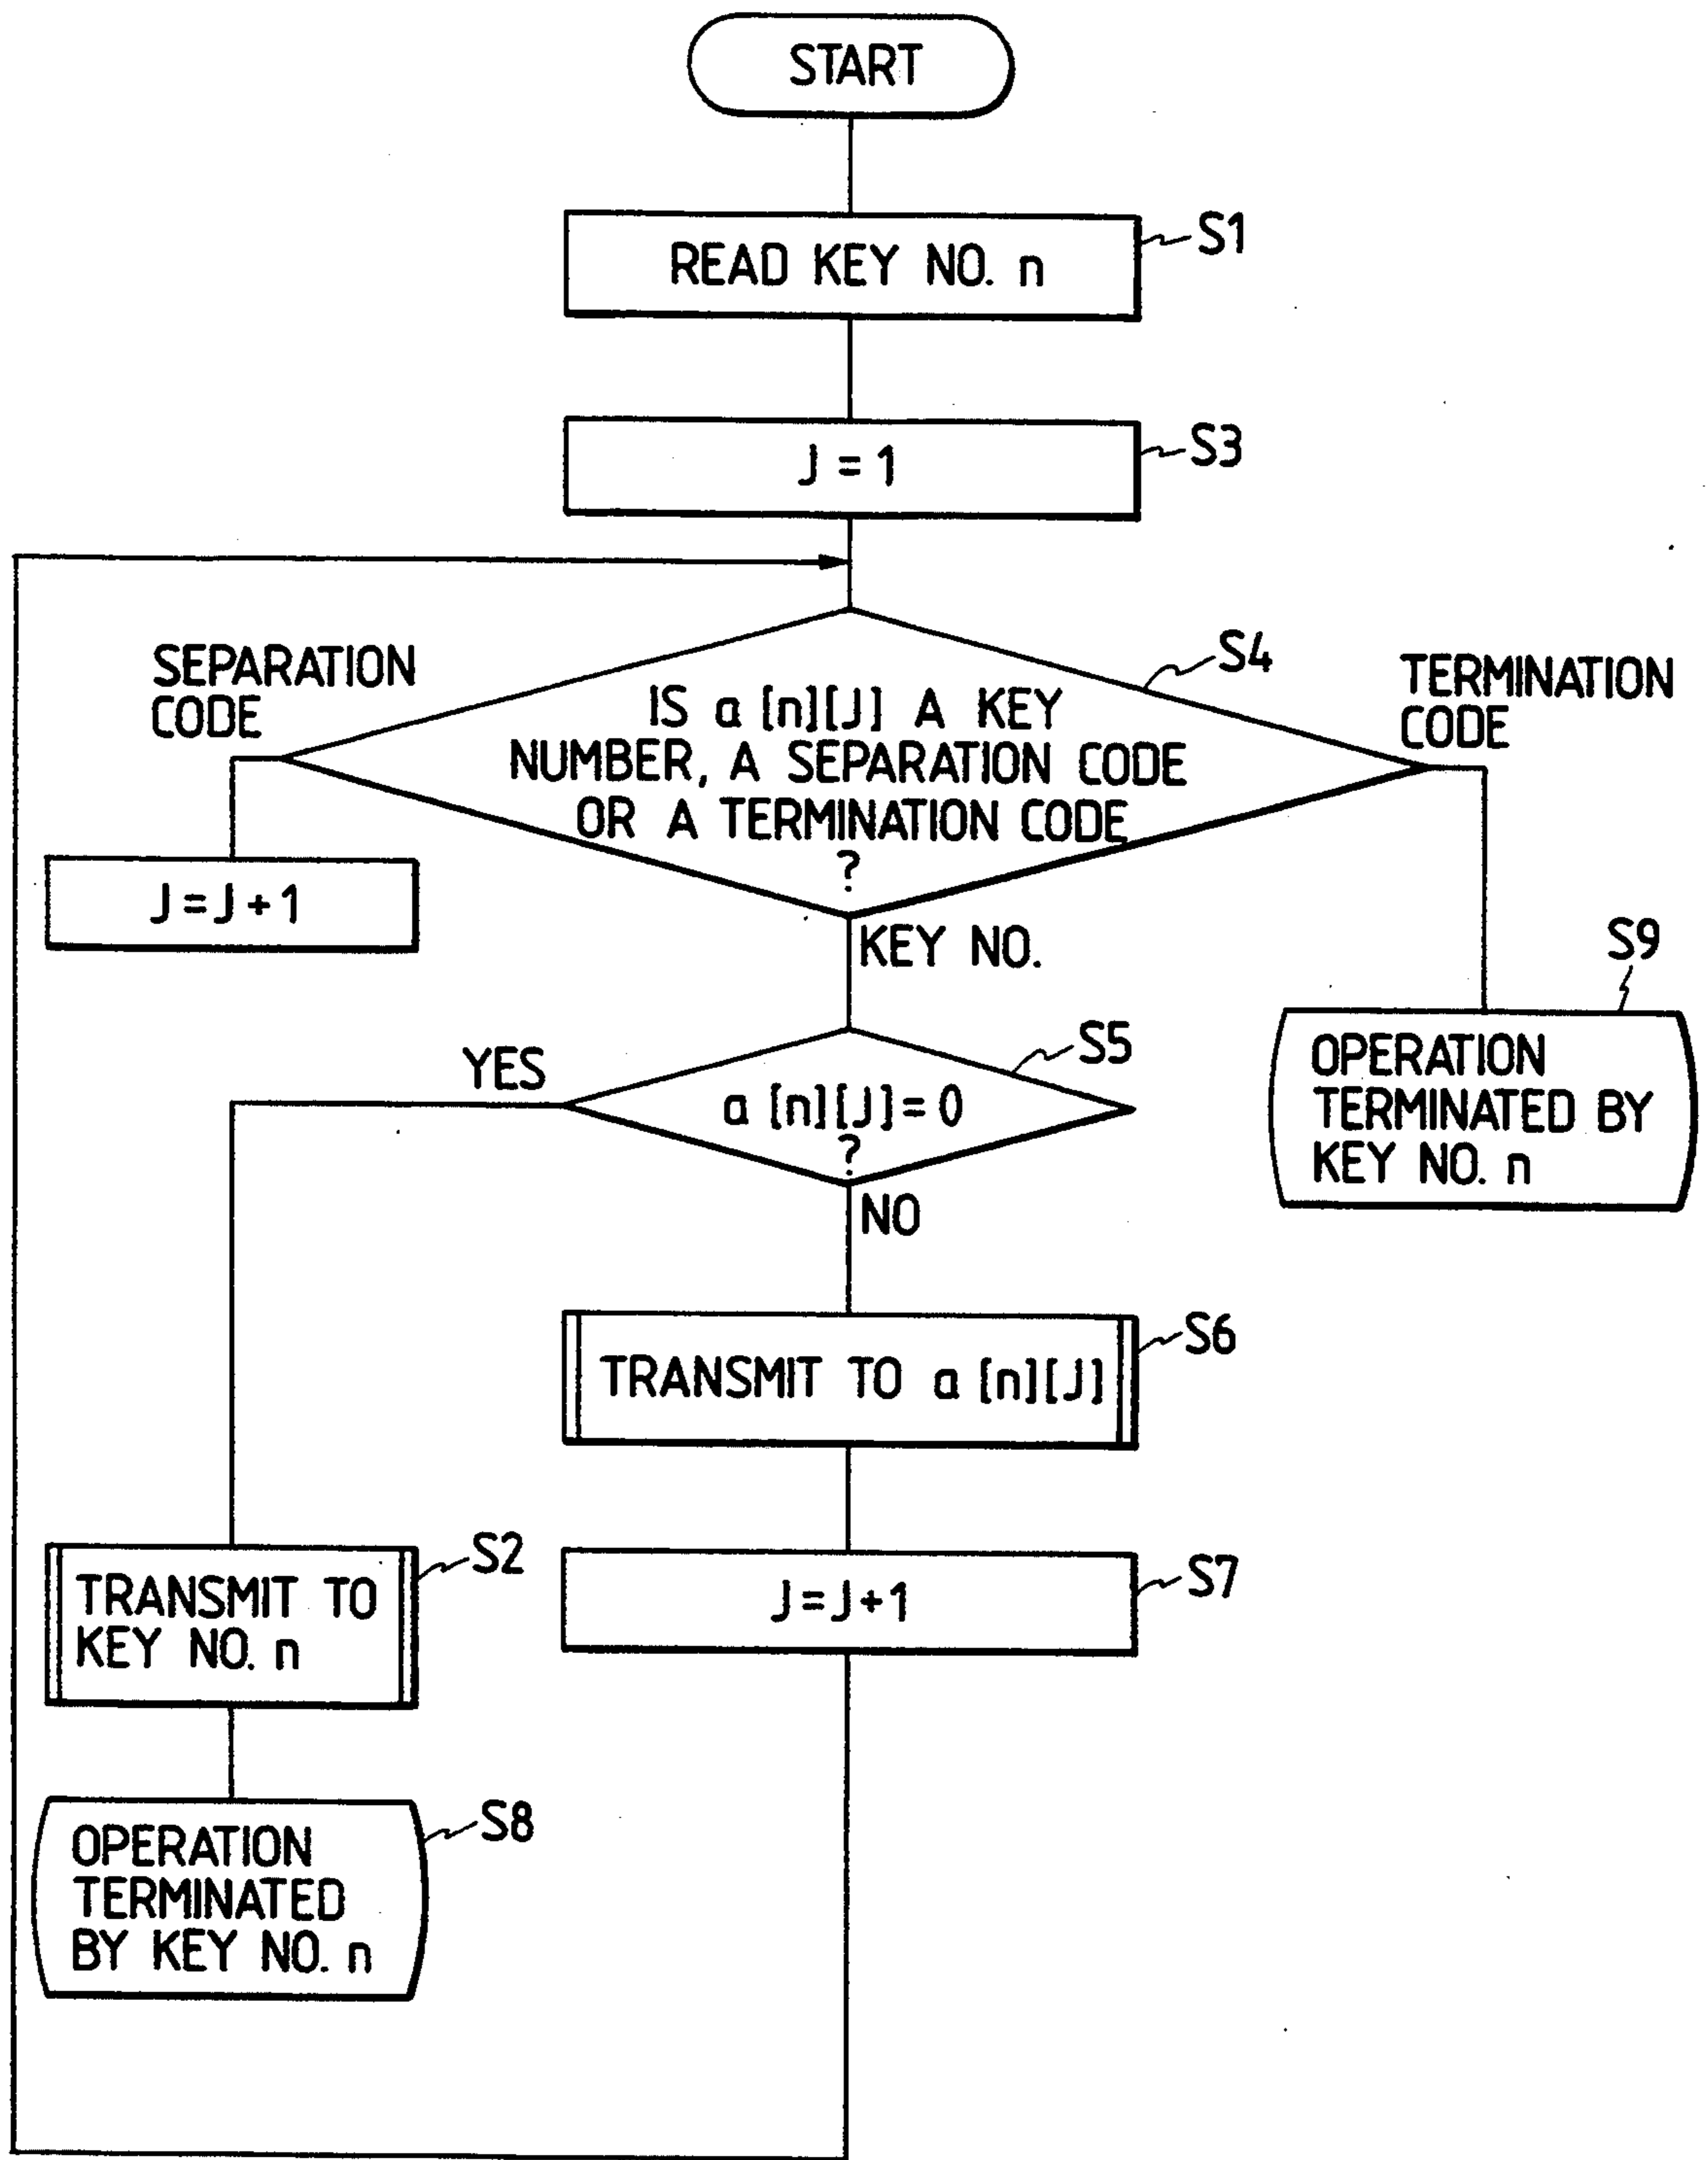 START
READ KEY NO. n
S1
J = 1
S3
SEPARATION
CODE
IS a [n][J] A KEY
NUMBER, A SEPARATION CODE
OR A TERMINATION CODE
?
S4
TERMINATION
CODE
J = J + 1
KEY NO.
S9
OPERATION
TERMINATED BY
KEY NO. n
YES
a [n][J] = 0
?
S5
NO
TRANSMIT TO a [n][J]
S6
TRANSMIT TO
KEY NO. n
S2
J = J + 1
S7
OPERATION
TERMINATED
BY KEY NO. n
S8